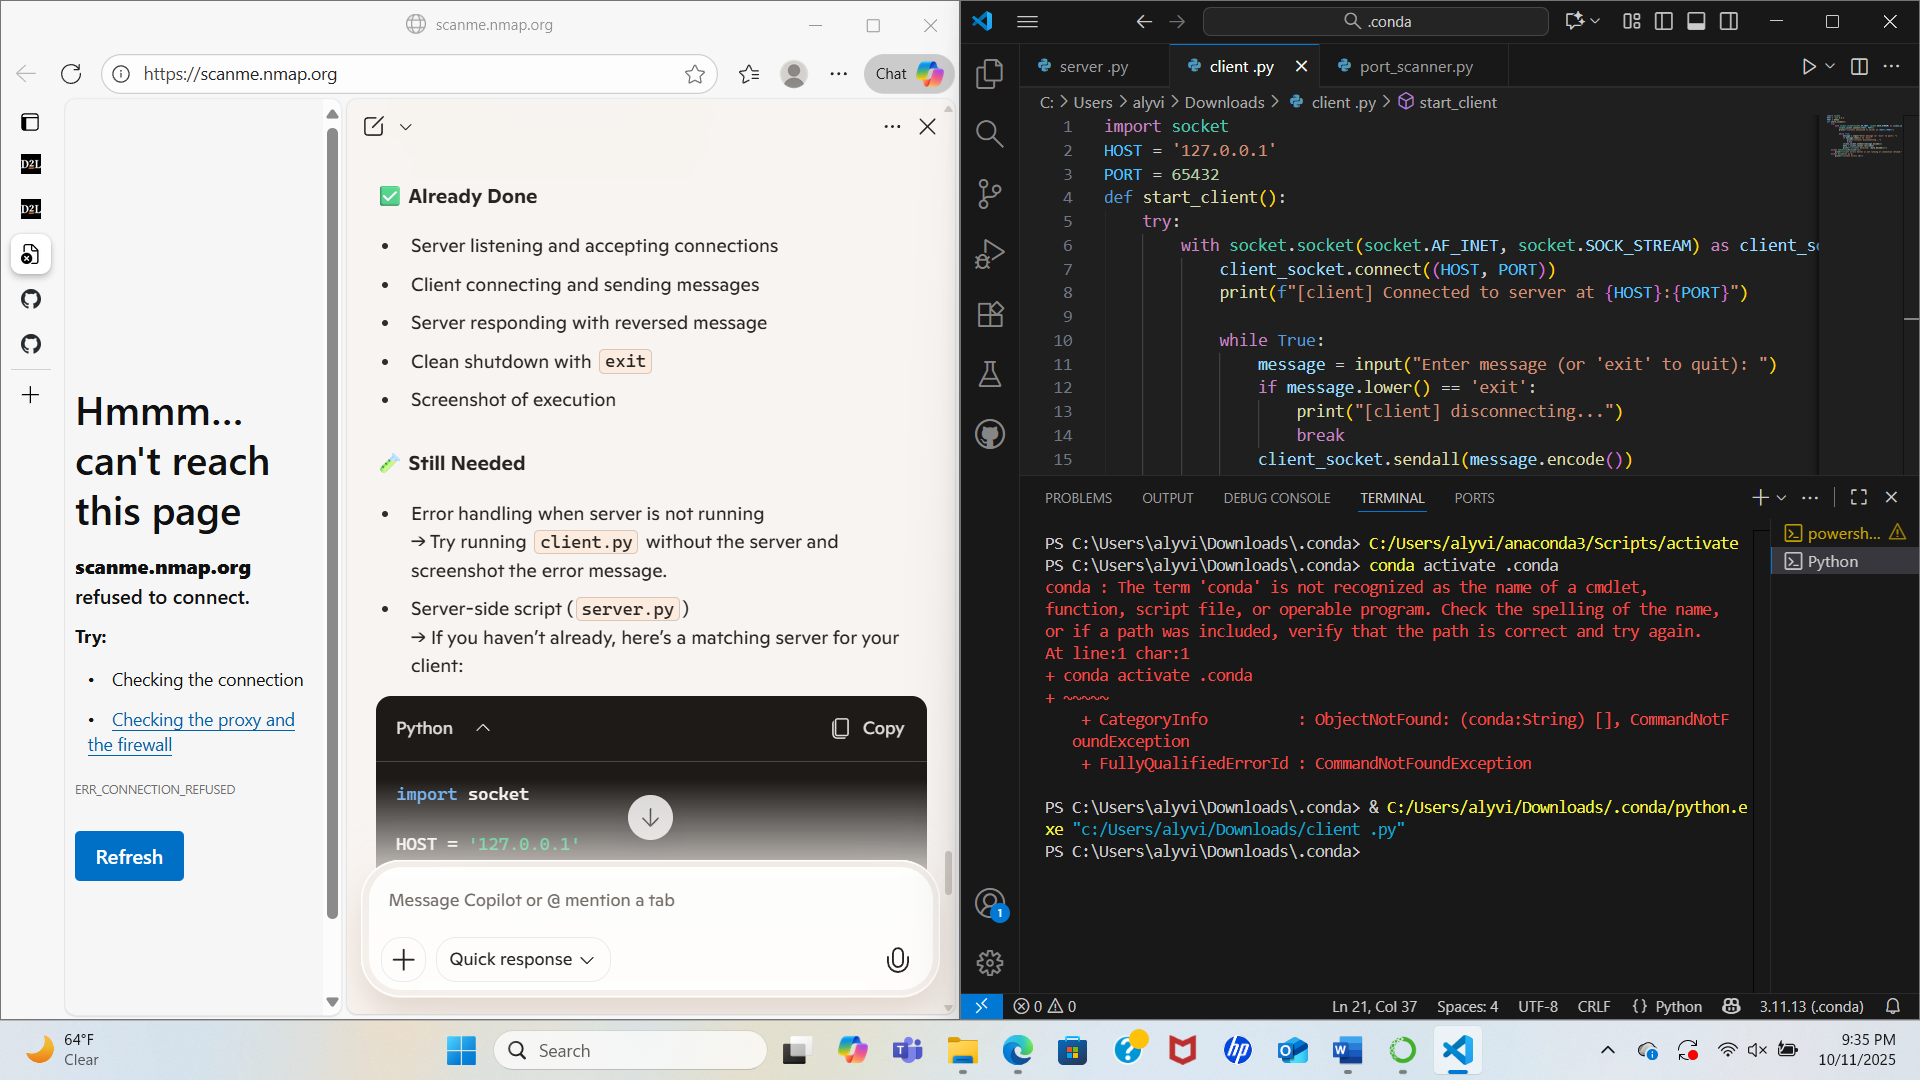 scanme.nmap.org
https://scanme.nmap.org
Chat
D2L
D2L
Hmmm...
can't reach
this page
scanme.nmap.org
refused to connect.
Try:
• Checking the connection
• Checking the proxy and
the firewall
ERR_CONNECTION_REFUSED
Refresh
✅ Already Done
• Server listening and accepting connections
• Client connecting and sending messages
• Server responding with reversed message
• Clean shutdown with exit
• Screenshot of execution
🧪 Still Needed
• Error handling when server is not running
→ Try running client.py without the server and
screenshot the error message.
• Server-side script (server.py)
→ If you haven’t already, here’s a matching server for your
client:
Python
Copy
import socket
HOST = '127.0.0.1'
Message Copilot or @ mention a tab
Quick response
.conda
server .py
client .py
port_scanner.py
C: > Users > alyvi > Downloads > client .py > start_client
1 import socket
2 HOST = '127.0.0.1'
3 PORT = 65432
4 def start_client():
5 try:
6 with socket.socket(socket.AF_INET, socket.SOCK_STREAM) as client_so
7 client_socket.connect((HOST, PORT))
8 print(f"[client] Connected to server at {HOST}:{PORT}")
9
10 while True:
11 message = input("Enter message (or 'exit' to quit): ")
12 if message.lower() == 'exit':
13 print("[client] disconnecting...")
14 break
15 client_socket.sendall(message.encode())
PROBLEMS OUTPUT DEBUG CONSOLE TERMINAL PORTS
powersh...
Python
PS C:\Users\alyvi\Downloads\.conda> C:/Users/alyvi/anaconda3/Scripts/activate
PS C:\Users\alyvi\Downloads\.conda> conda activate .conda
conda : The term 'conda' is not recognized as the name of a cmdlet,
function, script file, or operable program. Check the spelling of the name,
or if a path was included, verify that the path is correct and try again.
At line:1 char:1
+ conda activate .conda
+ ~~~~~
+ CategoryInfo : ObjectNotFound: (conda:String) [], CommandNotF
oundException
+ FullyQualifiedErrorId : CommandNotFoundException
PS C:\Users\alyvi\Downloads\.conda> & C:/Users/alyvi/Downloads/.conda/python.e
xe "c:/Users/alyvi/Downloads/client .py"
PS C:\Users\alyvi\Downloads\.conda>
1
0 0
Ln 21, Col 37 Spaces: 4 UTF-8 CRLF {} Python 3.11.13 (.conda)
64°F
Clear
Search
9:35 PM
10/11/2025